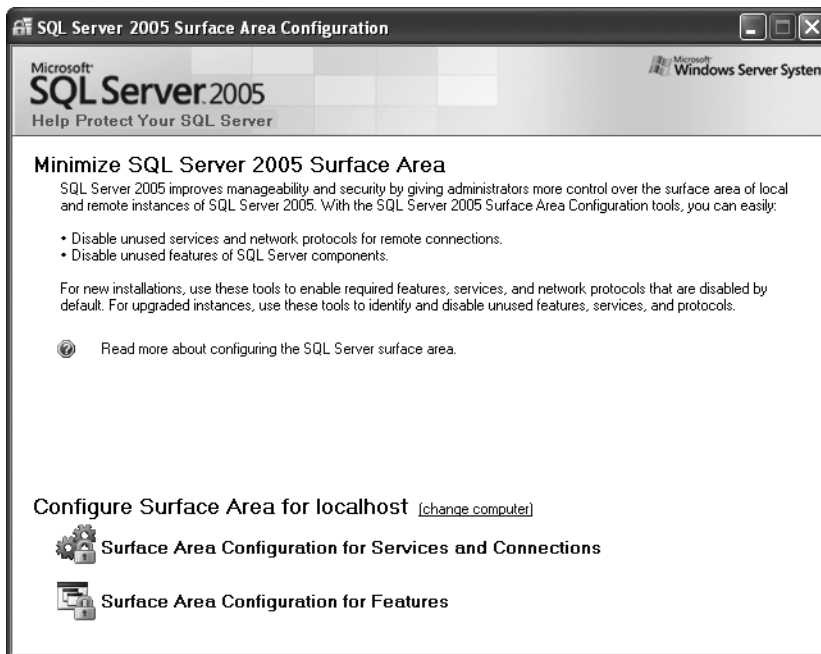 SQL Server 2005 Surface Area Configuration
Microsoft
SQL Server 2005
Help Protect Your SQL Server
Microsoft
Windows Server System
Minimize SQL Server 2005 Surface Area
SQL Server 2005 improves manageability and security by giving administrators more control over the surface area of local
and remote instances of SQL Server 2005. With the SQL Server 2005 Surface Area Configuration tools, you can easily:
• Disable unused services and network protocols for remote connections.
• Disable unused features of SQL Server components.
For new installations, use these tools to enable required features, services, and network protocols that are disabled by
default. For upgraded instances, use these tools to identify and disable unused features, services, and protocols.
Read more about configuring the SQL Server surface area.
Configure Surface Area for localhost (change computer)
Surface Area Configuration for Services and Connections
Surface Area Configuration for Features